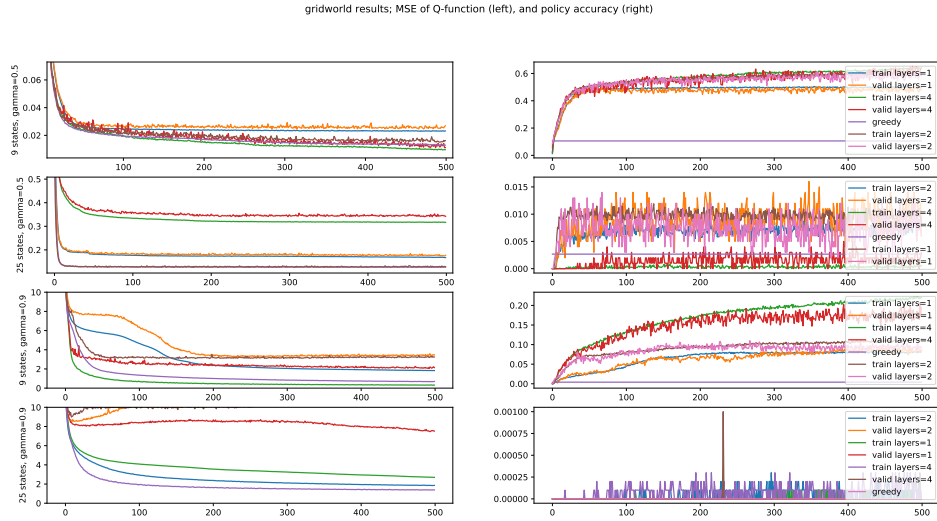 gridworld results; MSE of Q-function (left), and policy accuracy (right)
9 states, gamma=0.5
0.06
0.04
0.02
100
200
300
400
500
0.6
0.4
0.2
0.0
0
100
200
300
400
500
train layers=1
valid layers=1
train layers=4
valid layers=4
greedy
train layers=2
valid layers=2
25 states, gamma=0.5
0.5
0.4
0.3
0.2
0
100
200
300
400
500
0.015
0.010
0.005
0.000
0
100
200
300
400
500
train layers=2
valid layers=2
train layers=4
valid layers=4
greedy
train layers=1
valid layers=1
9 states, gamma=0.9
10
8
6
4
2
0
0
100
200
300
400
500
0.20
0.15
0.10
0.05
0.00
0
100
200
300
400
500
train layers=1
valid layers=1
train layers=4
valid layers=4
greedy
train layers=2
valid layers=2
25 states, gamma=0.9
10
8
6
4
2
0
0
100
200
300
400
500
0.00100
0.00075
0.00050
0.00025
0.00000
0
100
200
300
400
500
train layers=2
valid layers=2
train layers=1
valid layers=1
train layers=4
valid layers=4
greedy